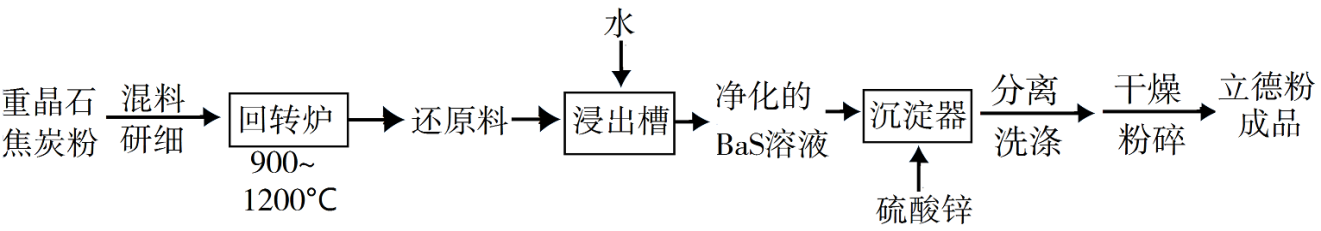 水
重晶石
焦炭粉
混料
研细
回转炉
900~
1200℃
还原料
浸出槽
净化的
BaS溶液
沉淀器
硫酸锌
分离
洗涤
干燥
粉碎
立德粉
成品